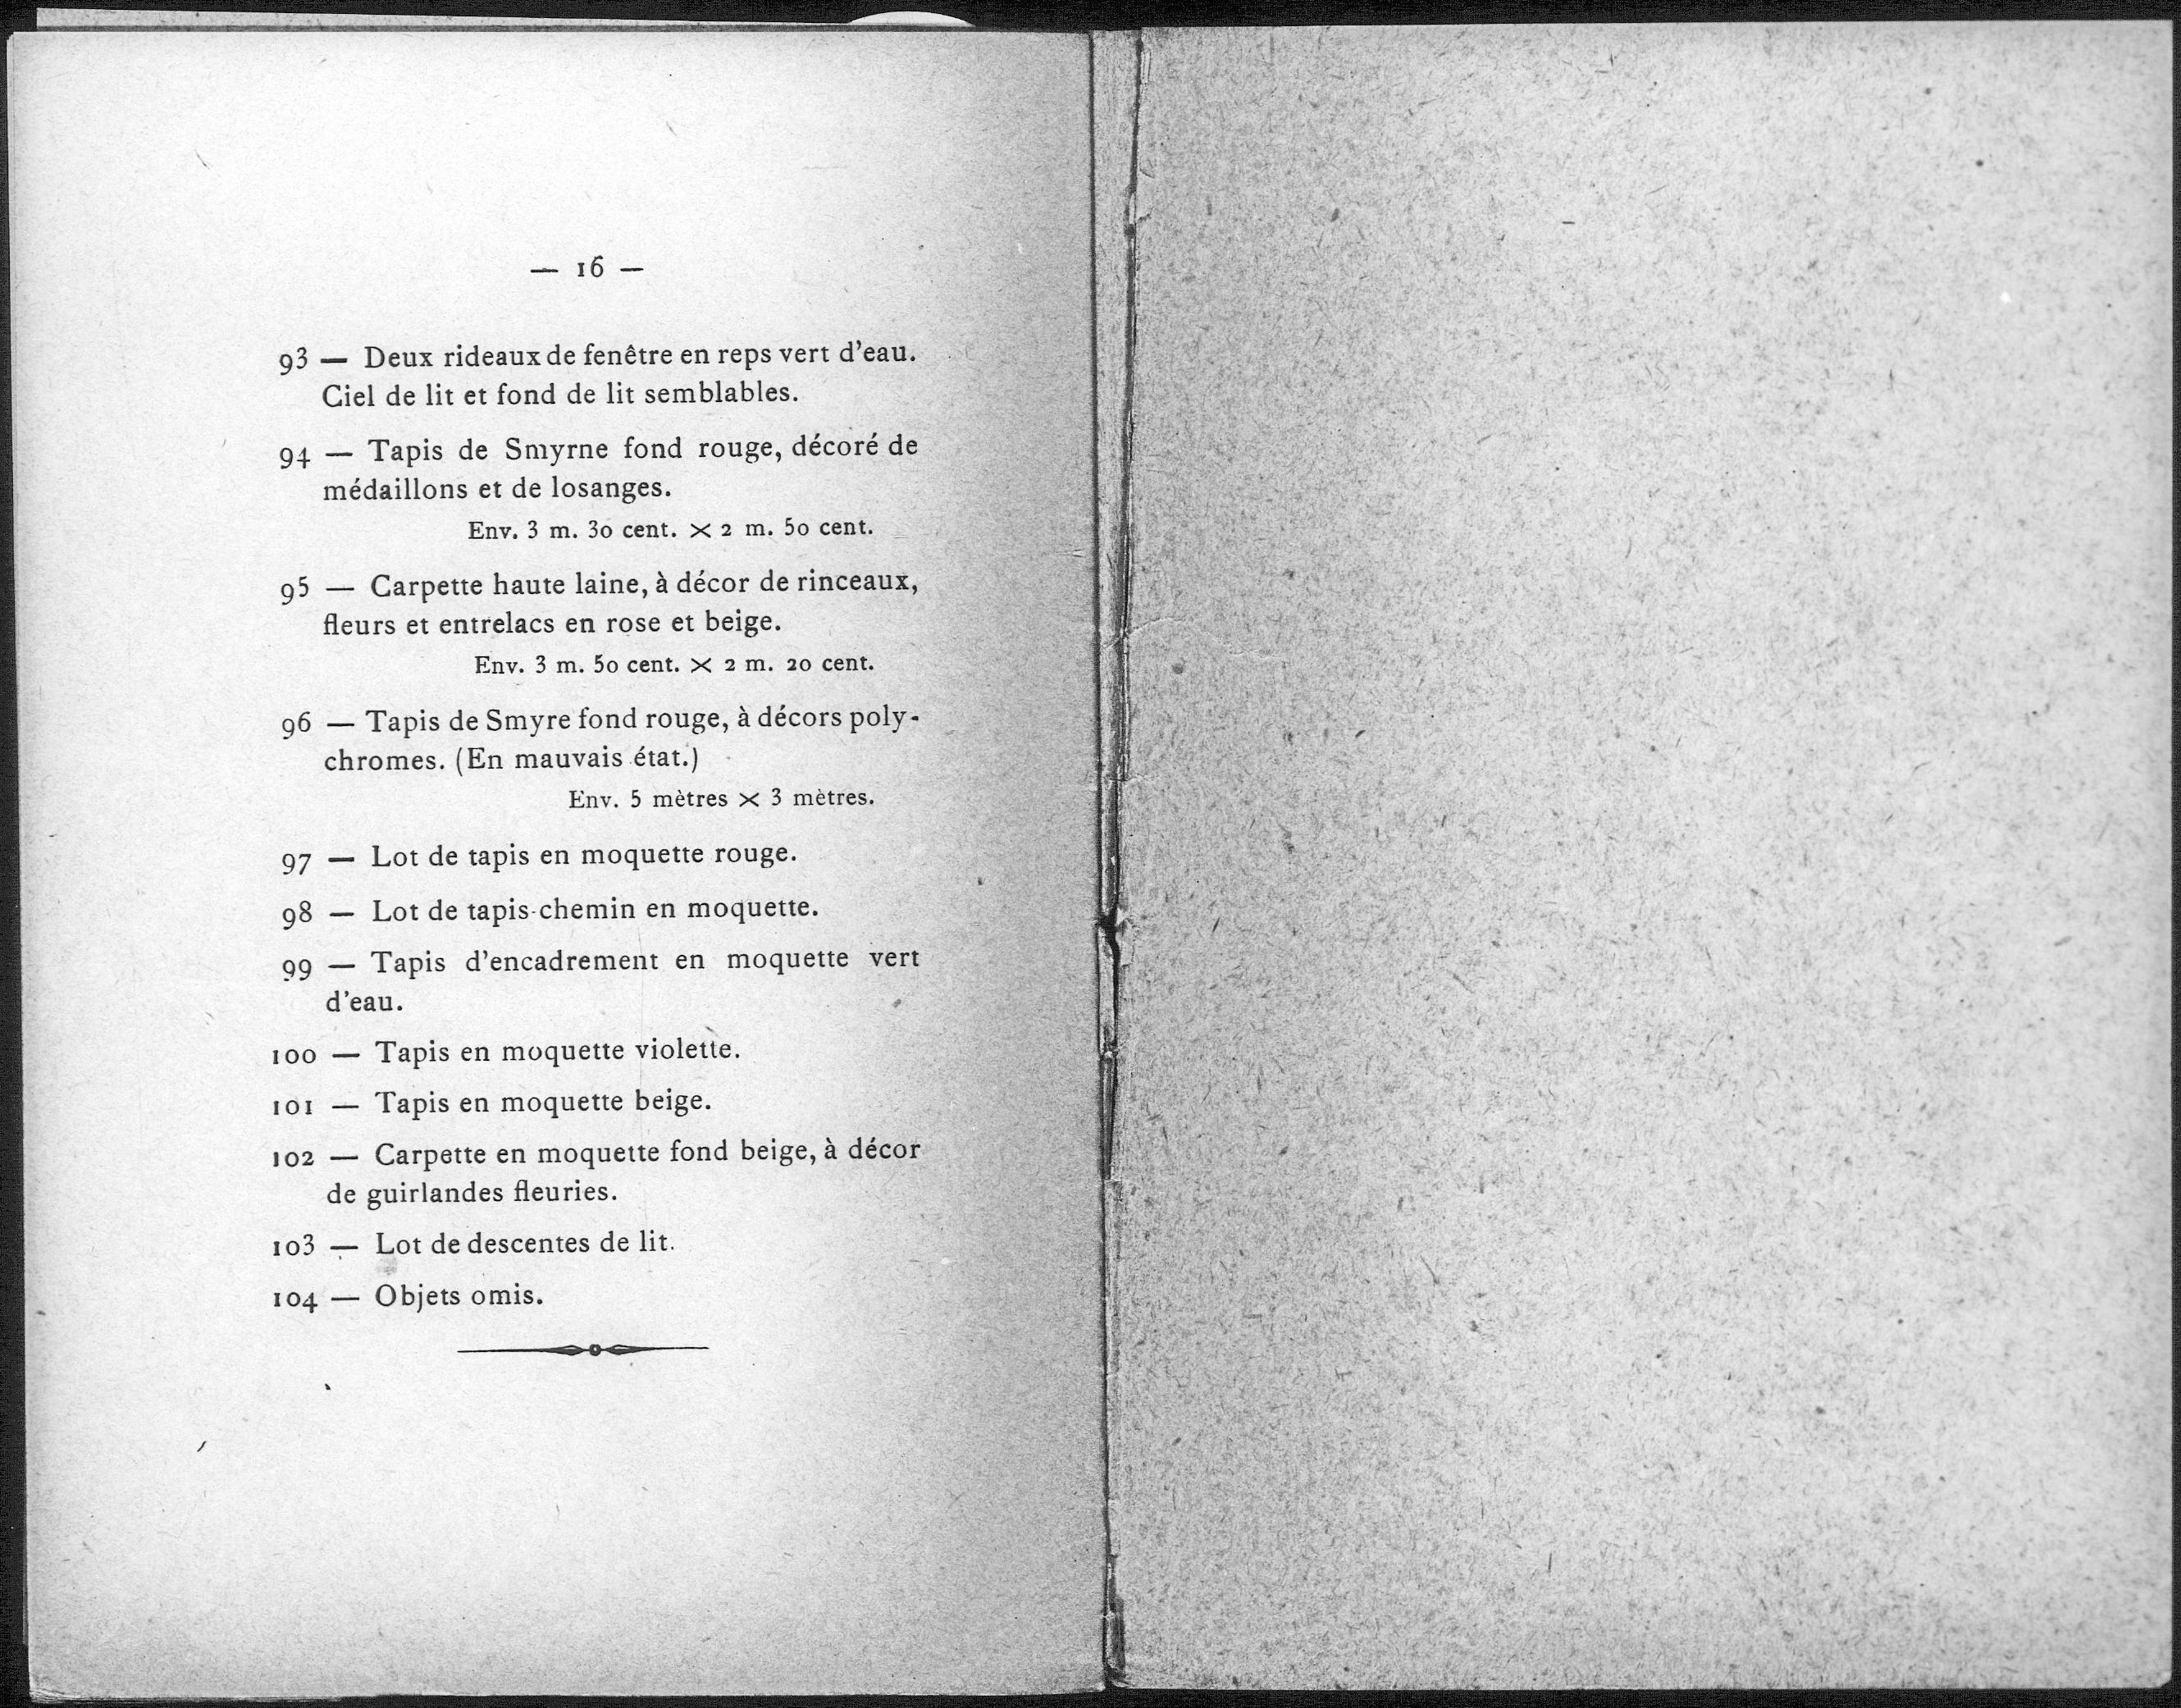 — 16 —
93 — Deux rideaux de fenêtre en reps vert d'eau.
Ciel de lit et fond de lit semblables.
94 — Tapis de Smyrne fond rouge, décoré de
médaillons et de losanges.
Env. 3 m. 30 cent. × 2 m. 50 cent.
95 — Carpette haute laine, à décor de rinceaux,
fleurs et entrelacs en rose et beige.
Env. 3 m. 50 cent. × 2 m. 20 cent.
96 — Tapis de Smyre fond rouge, à décors poly-
chromes. (En mauvais état.)
Env. 5 mètres × 3 mètres.
97 — Lot de tapis en moquette rouge.
98 — Lot de tapis-chemin en moquette.
99 — Tapis d'encadrement en moquette vert
d'eau.
100 — Tapis en moquette violette.
101 — Tapis en moquette beige.
102 — Carpette en moquette fond beige, à décor
de guirlandes fleuries.
103 — Lot de descentes de lit.
104 — Objets omis.